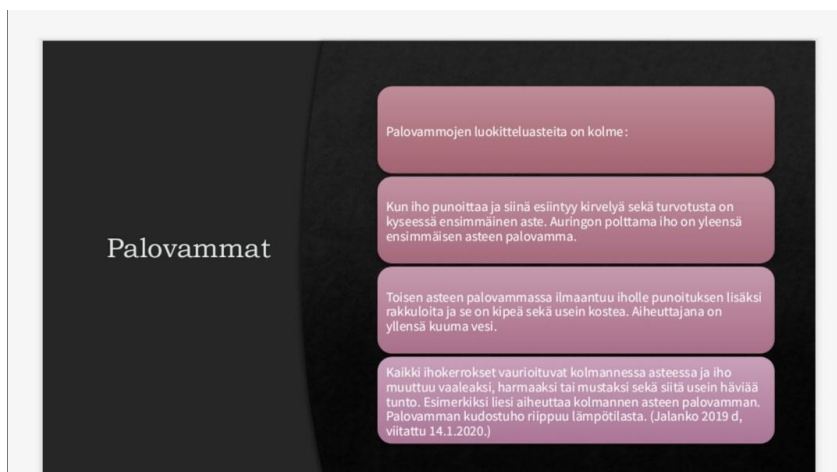 Palovammat
Palovammojen luokitteluasteita on kolme:
Kun iho punoittaa ja siinä esiintyy kirvelyä sekä turvotusta on
kyseessä ensimmäinen aste. Auringon polttama iho on yleensä
ensimmäisen asteen palovamma.
Toisen asteen palovammassa ilmaantuu iholle punoituksen lisäksi
rakkuloita ja se on kipeä sekä usein kostea. Aiheuttajana on
yllensä kuuma vesi.
Kaikki ihokerrokset vaurioituvat kolmannessa asteessa ja iho
muuttuu vaaleaksi, harmaaksi tai mustaksi sekä siitä usein häviää
tunto. Esimerkiksi liesi aiheuttaa kolmannen asteen palovamman.
Palovamman kudostuho riippuu lämpötilasta. (Jalanko 2019 d,
viitattu 14.1.2020.)